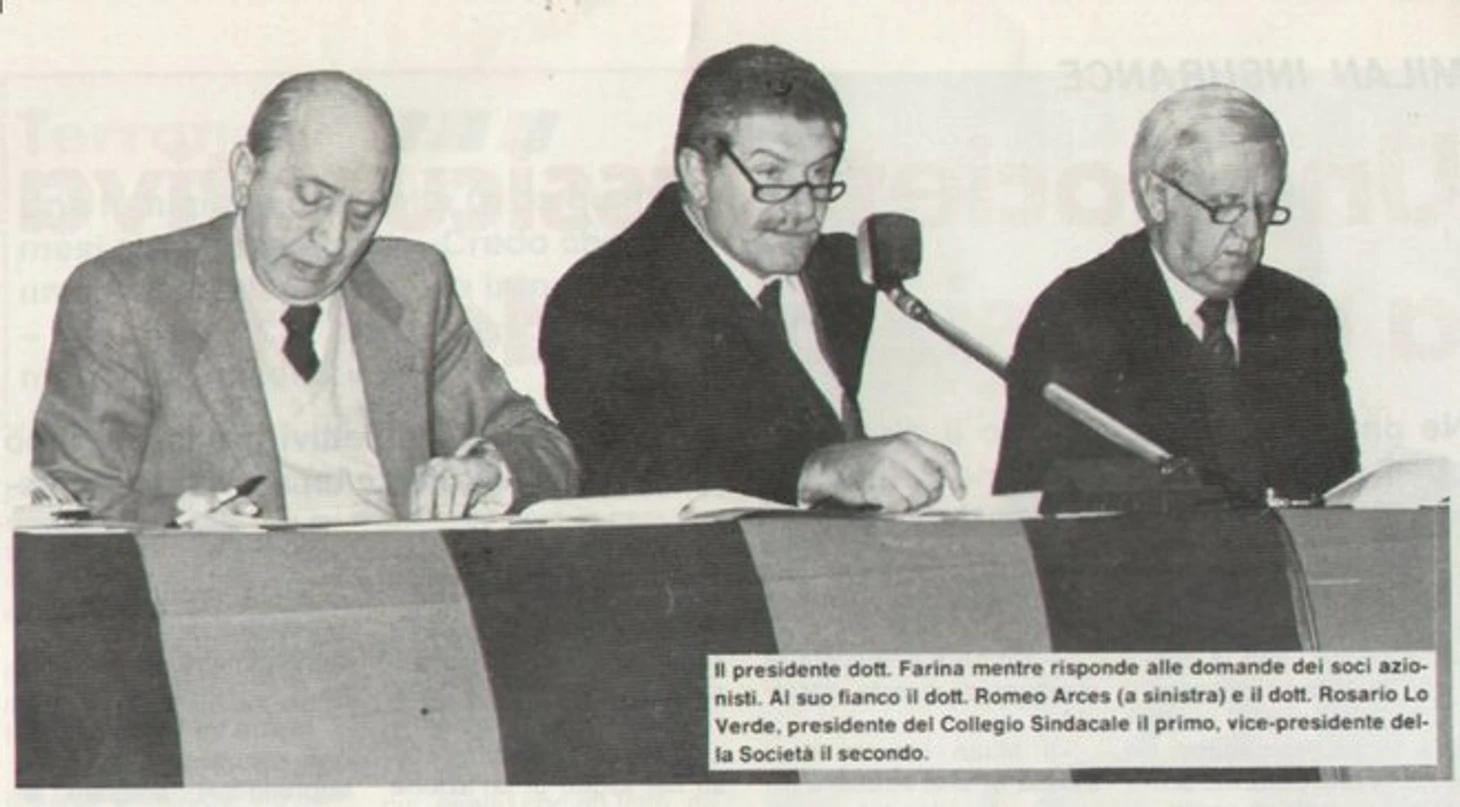 MILAN INSURANCE
Il presidente dott. Farina mentre risponde alle domande dei soci azio-
nisti. Al suo fianco il dott. Romeo Arces (a sinistra) e il dott. Rosario Lo
Verde, presidente del Collegio Sindacale il primo, vice-presidente del-
la Società il secondo.